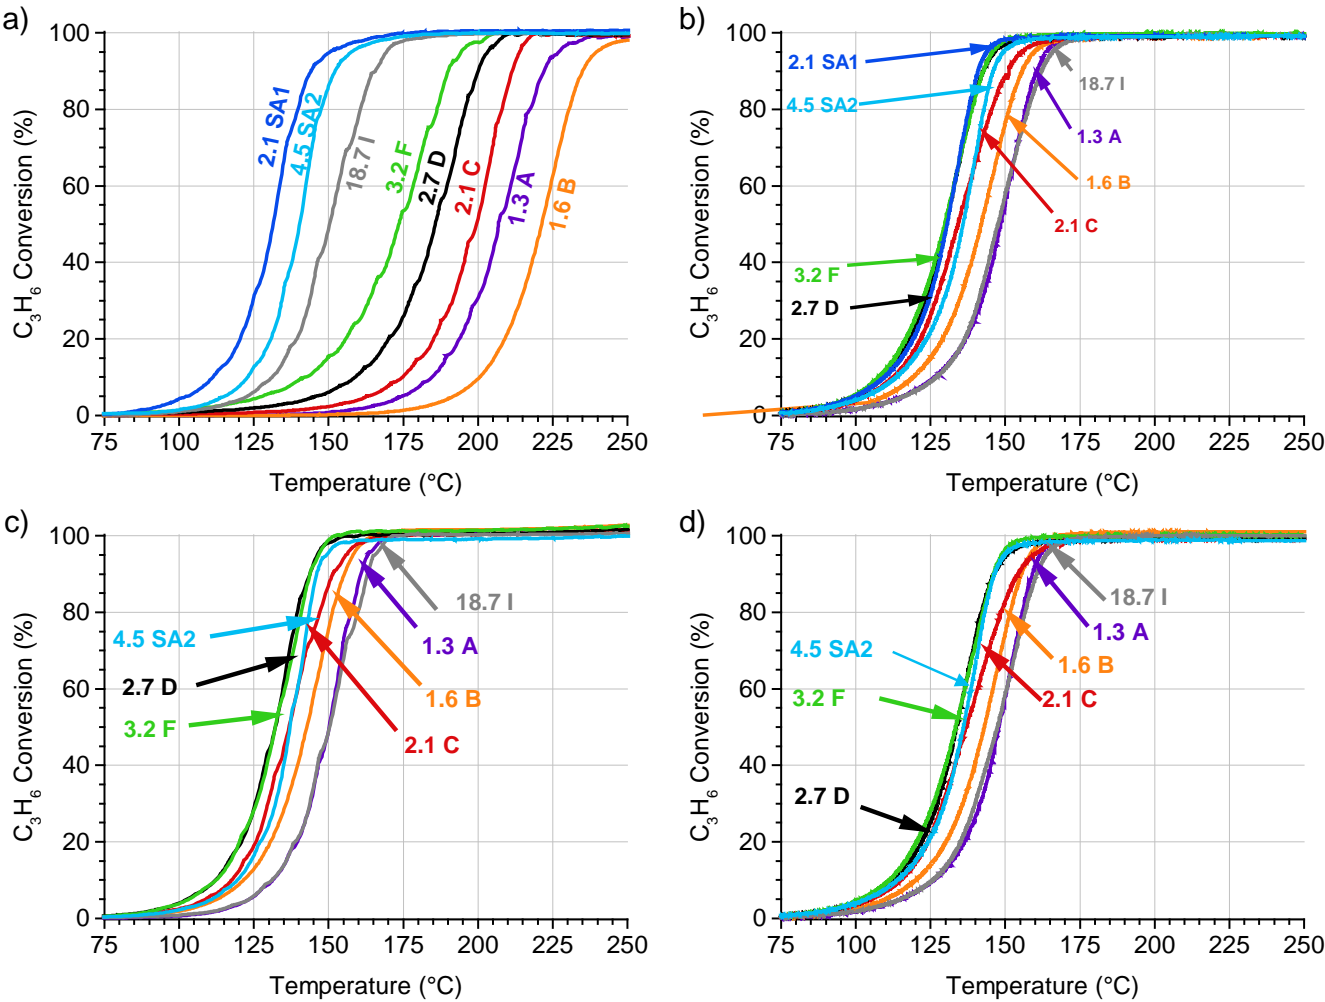 a)
C3H6 Conversion (%)
100
80
60
40
20
0
2.1 SA1
4.5 SA2
18.7 I
3.2 F
2.7 D
2.1 C
1.3 A
1.6 B
75 100 125 150 175 200 225 250
Temperature (°C)
b)
C3H6 Conversion (%)
100
80
60
40
20
0
2.1 SA1
4.5 SA2
18.7 I
1.3 A
1.6 B
2.1 C
3.2 F
2.7 D
75 100 125 150 175 200 225 250
Temperature (°C)
c)
C3H6 Conversion (%)
100
80
60
40
20
0
18.7 I
4.5 SA2
1.3 A
2.7 D
1.6 B
3.2 F
2.1 C
75 100 125 150 175 200 225 250
Temperature (°C)
d)
C3H6 Conversion (%)
100
80
60
40
20
0
18.7 I
1.3 A
4.5 SA2
1.6 B
3.2 F
2.1 C
2.7 D
75 100 125 150 175 200 225 250
Temperature (°C)